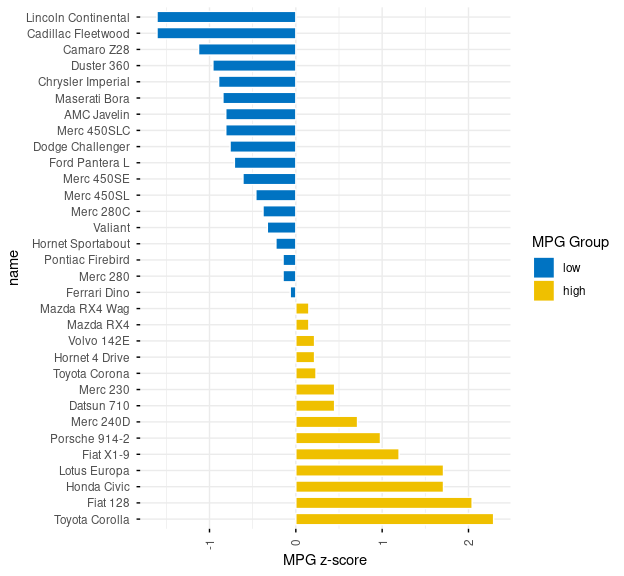 Lincoln Continental
Cadillac Fleetwood
Camaro Z28
Duster 360
Chrysler Imperial
Maserati Bora
AMC Javelin
Merc 450SLC
Dodge Challenger
Ford Pantera L
Merc 450SE
Merc 450SL
Merc 280C
Valiant
Hornet Sportabout
Pontiac Firebird
Merc 280
Ferrari Dino
Mazda RX4 Wag
Mazda RX4
Volvo 142E
Hornet 4 Drive
Toyota Corona
Merc 230
Datsun 710
Merc 240D
Porsche 914-2
Fiat X1-9
Lotus Europa
Honda Civic
Fiat 128
Toyota Corolla
name
-1 0 1 2
MPG z-score
MPG Group
low
high